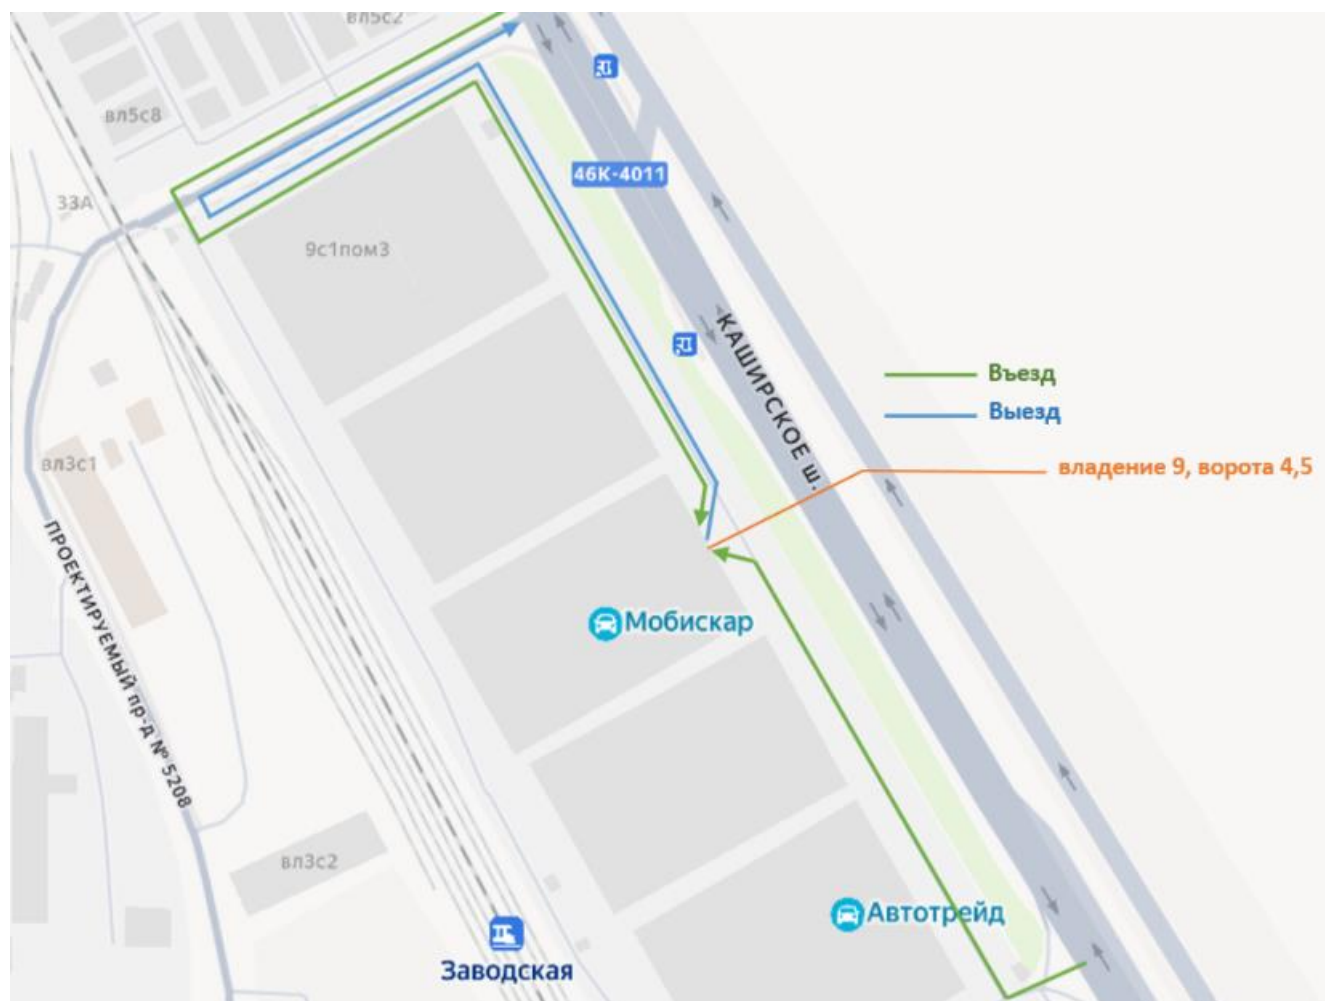 вл5с2
вл5с8
46К-4011
33А
9с1пом3
КАШИРСКОЕ ш.
Въезд
Выезд
владение 9, ворота 4,5
вл3с1
ПРОЕКТИРУЕМЫЙ пр-д № 5208
Мобискар
вл3с2
Автотрейд
Заводская